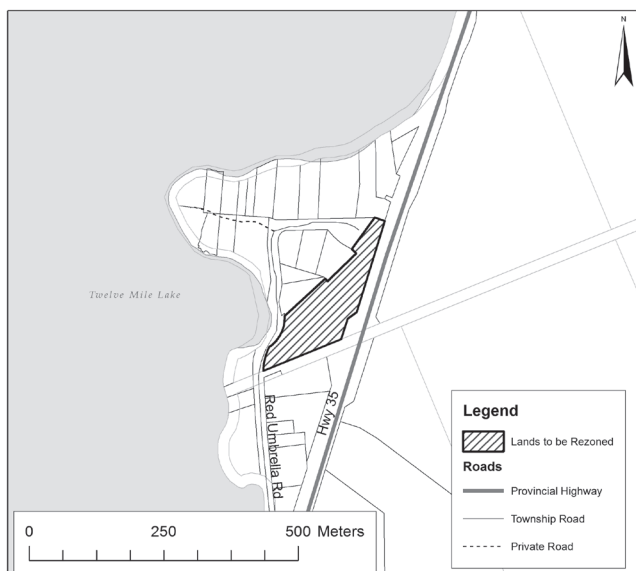 N
Twelve Mile Lake
Red Umbrella Rd
Hwy 35
Legend
Lands to be Rezoned
Roads
Provincial Highway
Township Road
Private Road
0 250 500 Meters